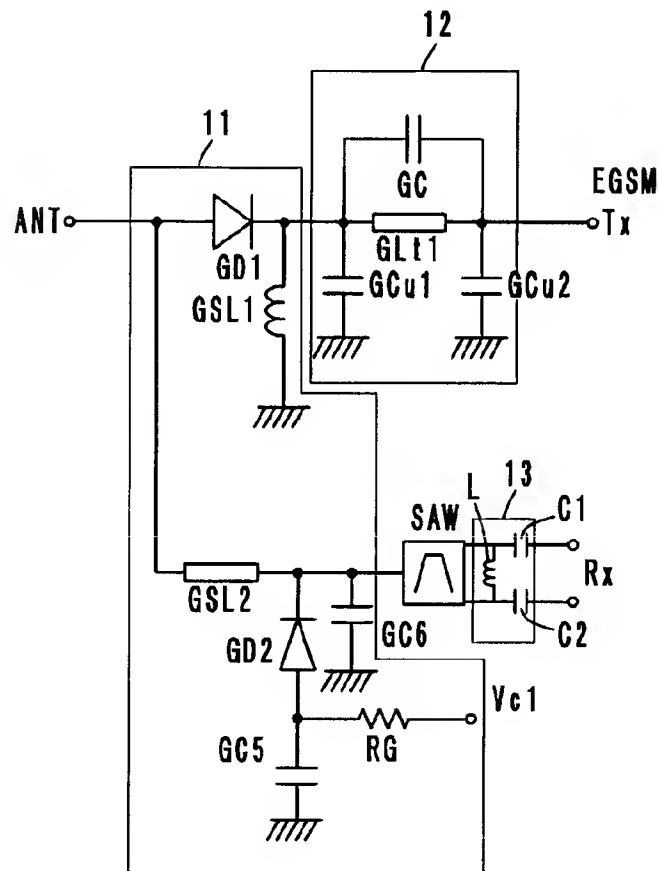 12
11
GC
EGSM
ANT
Tx
GD1
GLt1
GSL1
GCu1
GCu2
13
L
C1
SAW
Rx
GSL2
C2
GD2
GC6
Vc1
GC5
RG